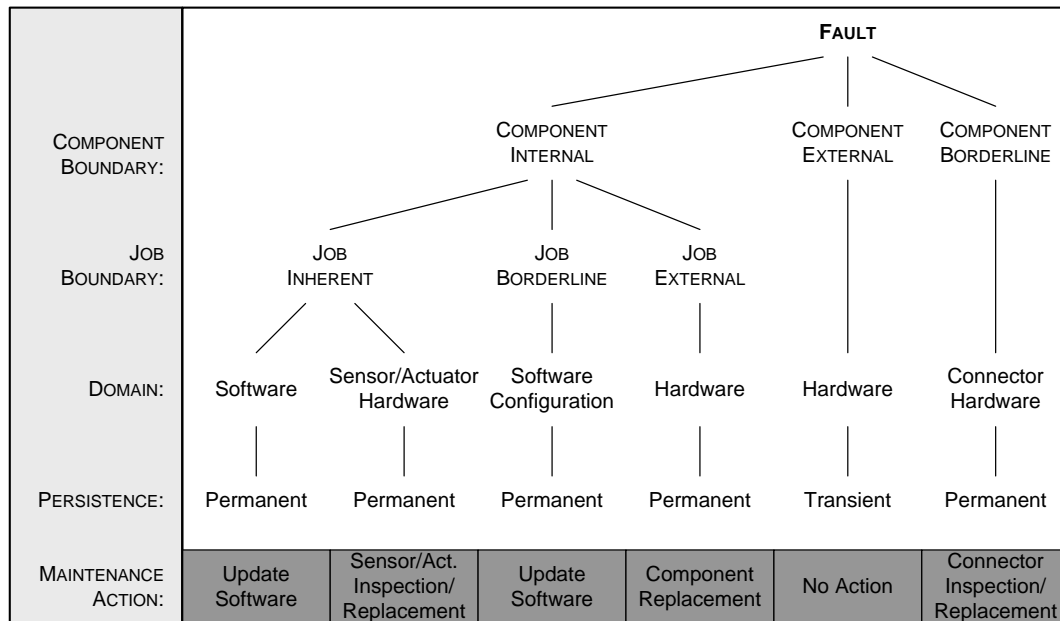 FAULT
COMPONENT BOUNDARY:
COMPONENT INTERNAL
COMPONENT EXTERNAL
COMPONENT BORDERLINE
JOB BOUNDARY:
JOB INHERENT
JOB BORDERLINE
JOB EXTERNAL
DOMAIN:
Software
Sensor/Actuator Hardware
Software Configuration
Hardware
Hardware
Connector Hardware
PERSISTENCE:
Permanent
Permanent
Permanent
Permanent
Transient
Permanent
MAINTENANCE ACTION:
Update Software
Sensor/Act. Inspection/ Replacement
Update Software
Component Replacement
No Action
Connector Inspection/ Replacement